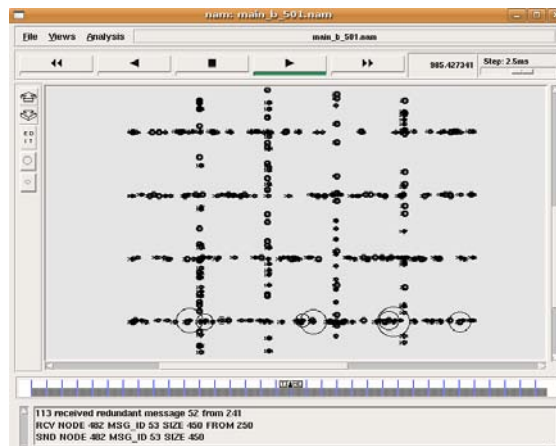 nam: main_b_501.nam
File Views Analysis main_b_501.nam
985.427341 Step: 2.5ms
E D
I T
113 received redundant message 52 from 241
RCV NODE 482 MSG_ID 53 SIZE 450 FROM 250
SND NODE 482 MSG_ID 53 SIZE 450